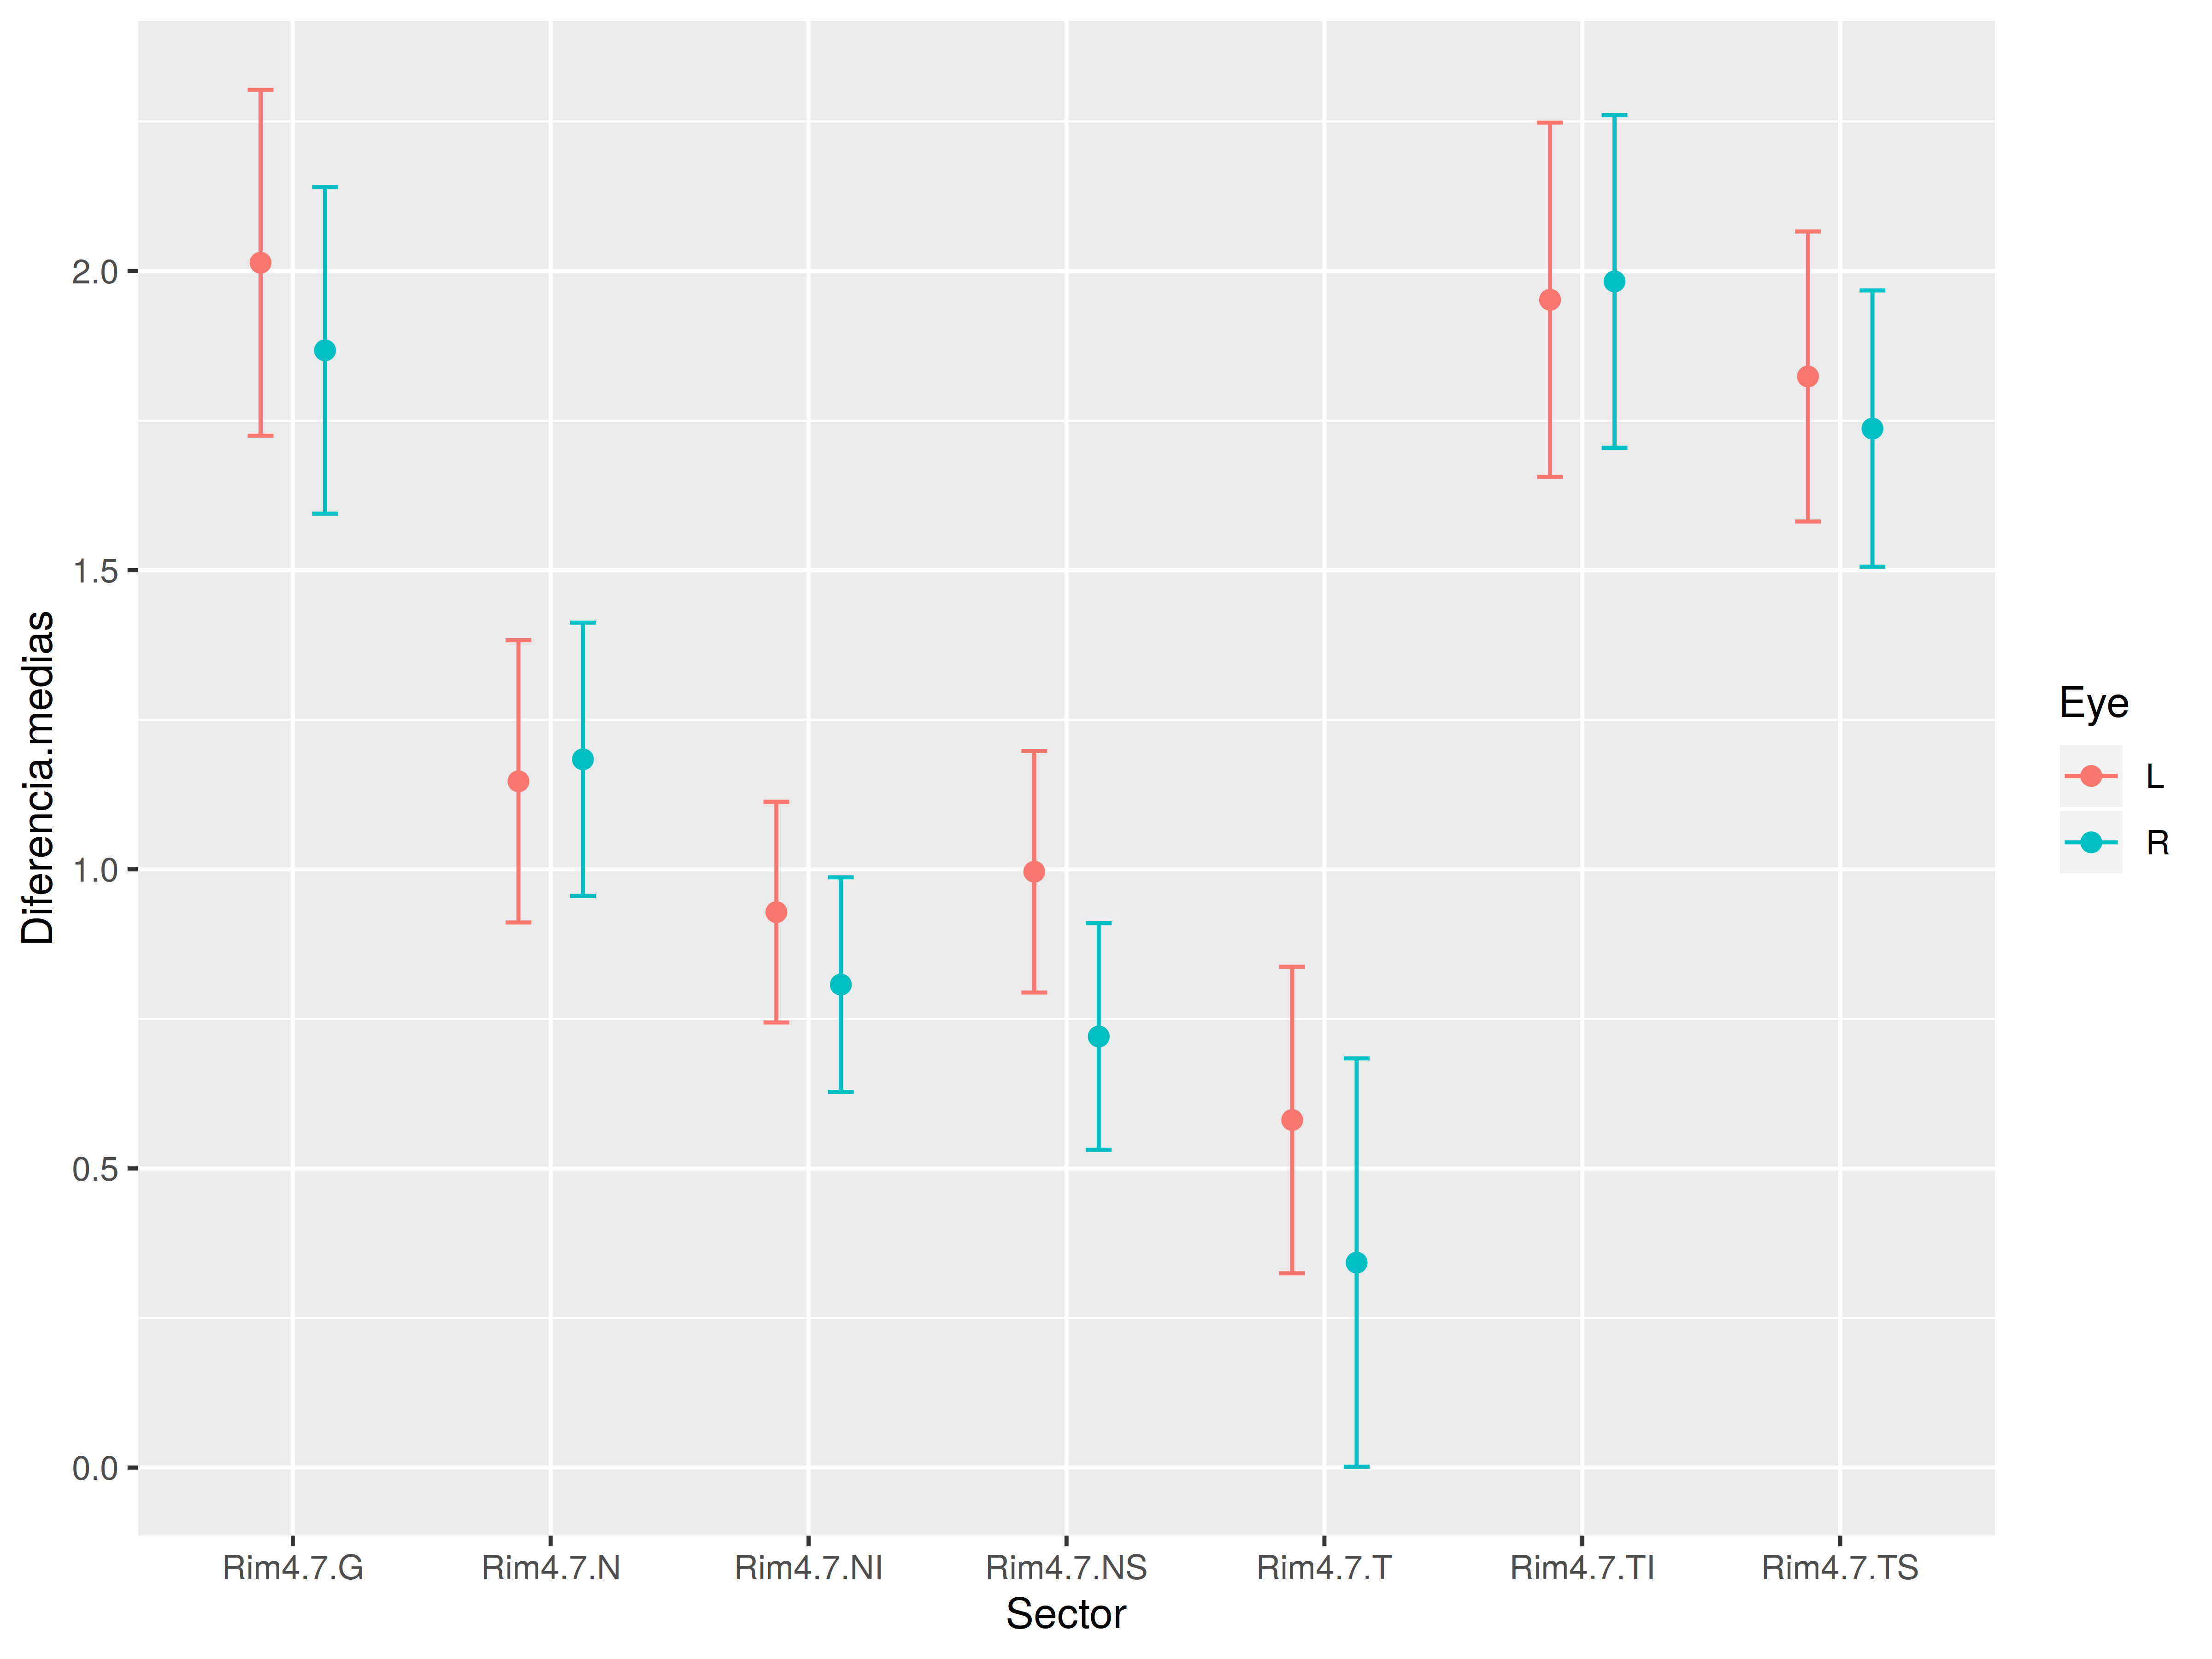 Diferencia.medias
2.0
1.5
1.0
0.5
0.0
Rim4.7.G Rim4.7.N Rim4.7.NI Rim4.7.NS Rim4.7.T Rim4.7.TI Rim4.7.TS
Sector
Eye
L
R